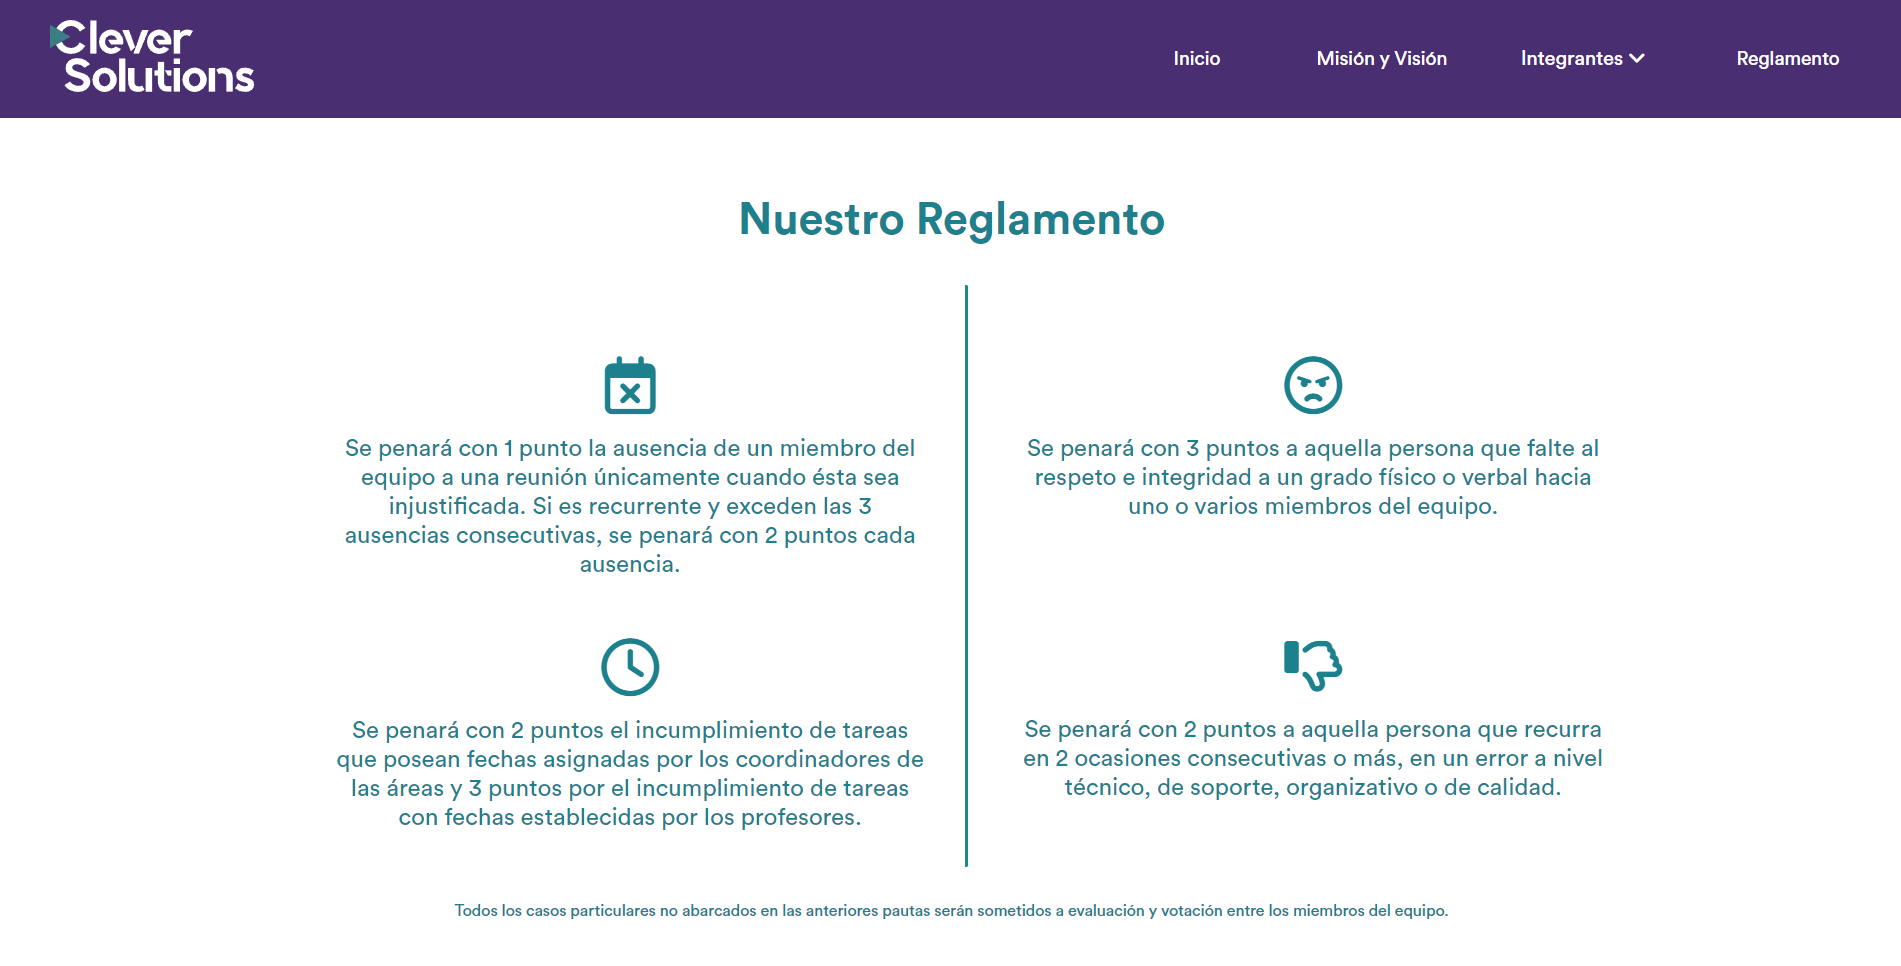 Clever
Solutions
Inicio
Misión y Visión
Integrantes
Reglamento
Nuestro Reglamento
Se penará con 1 punto la ausencia de un miembro del
equipo a una reunión únicamente cuando ésta sea
injustificada. Si es recurrente y exceden las 3
ausencias consecutivas, se penará con 2 puntos cada
ausencia.
Se penará con 3 puntos a aquella persona que falte al
respeto e integridad a un grado físico o verbal hacia
uno o varios miembros del equipo.
Se penará con 2 puntos el incumplimiento de tareas
que posean fechas asignadas por los coordinadores de
las áreas y 3 puntos por el incumplimiento de tareas
con fechas establecidas por los profesores.
Se penará con 2 puntos a aquella persona que recurra
en 2 ocasiones consecutivas o más, en un error a nivel
técnico, de soporte, organizativo o de calidad.
Todos los casos particulares no abarcados en las anteriores pautas serán sometidos a evaluación y votación entre los miembros del equipo.